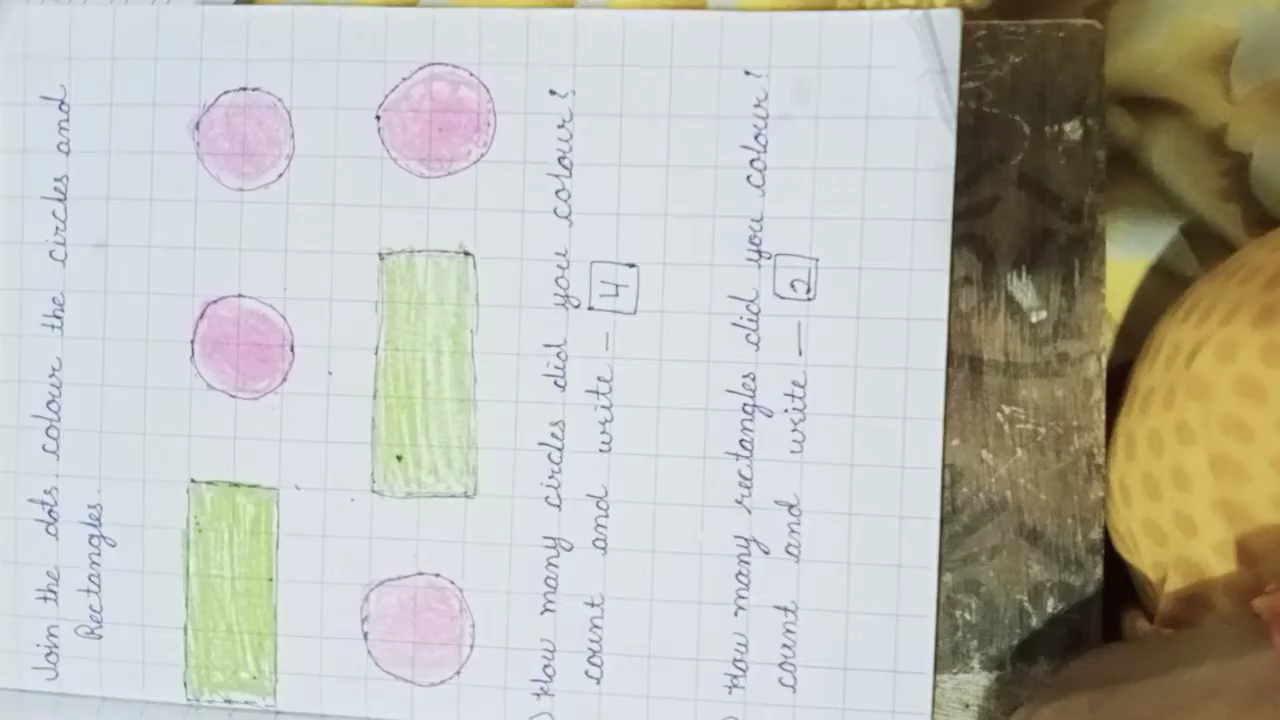 Join the dots. colour the circles and
Rectangles.
) How many circles did you colour?
count and write - 4
) How many rectangles did you colour?
count and write - 2